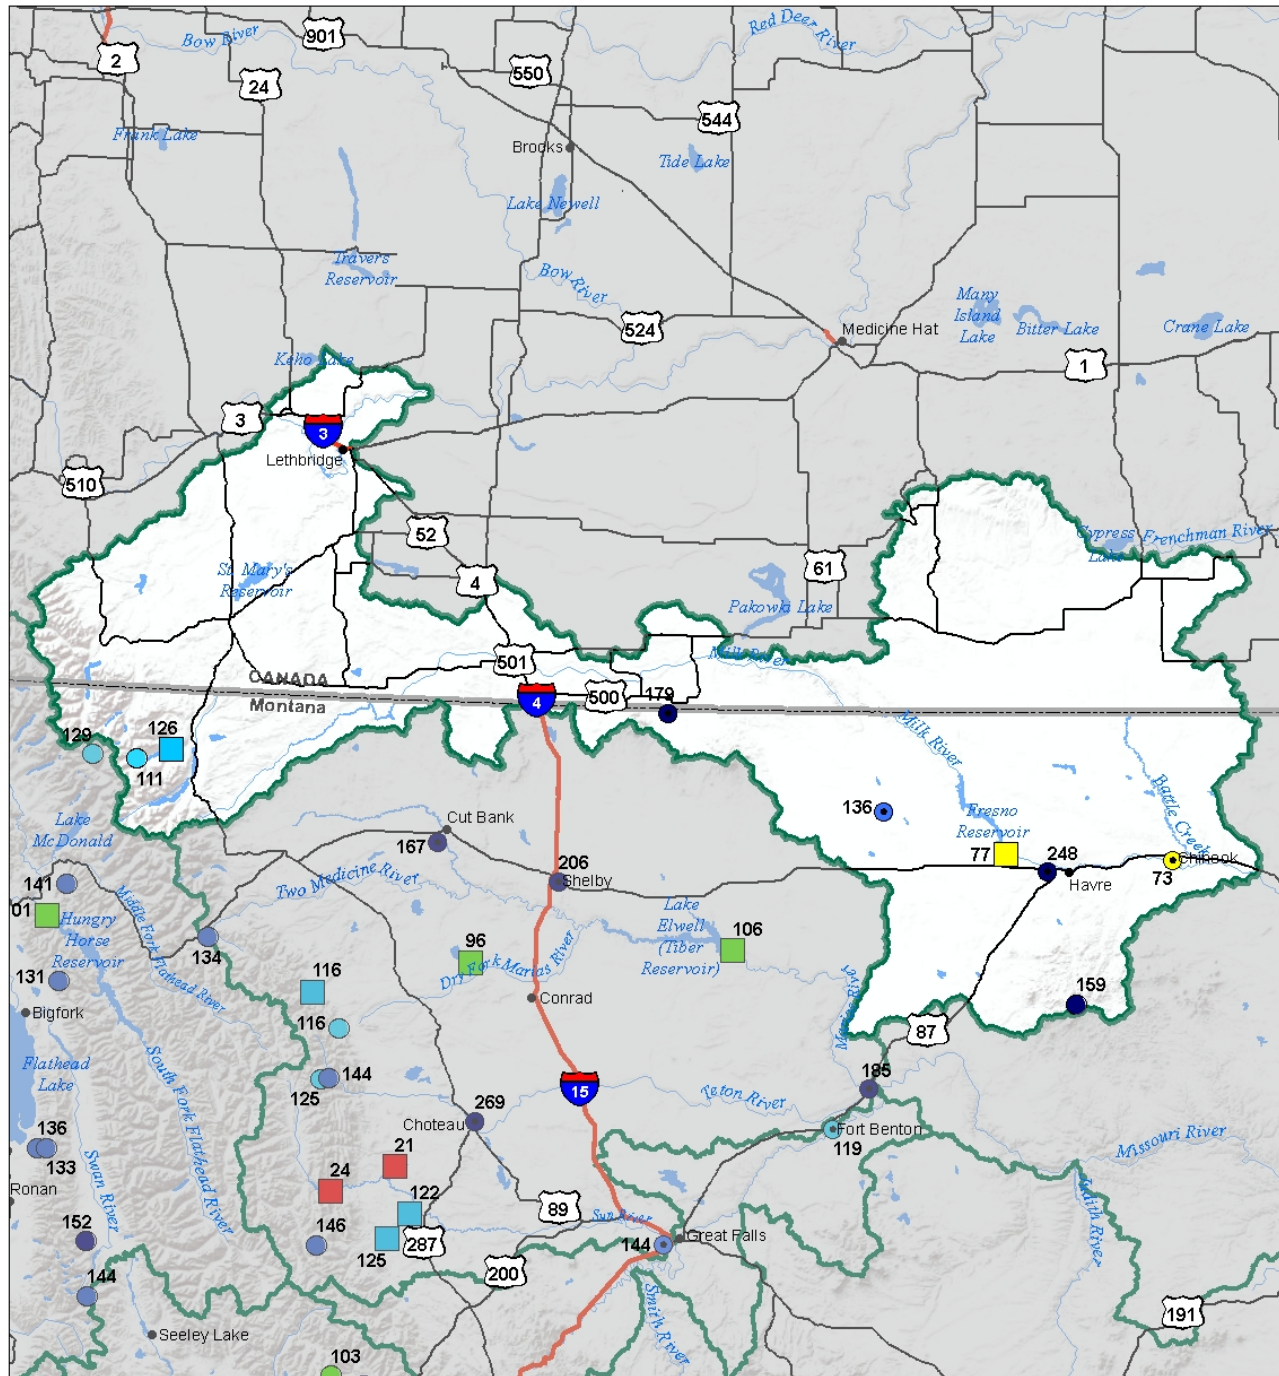 Bow River
901
Red Deer
River
2
24
550
544
Frank Lake
Brooks
Tide Lake
Lake Newell
Travers
Reservoir
Bow River
524
Many
Island
Lake
Bitter Lake
Crane Lake
Medicine Hat
1
Keho Lake
3
3
Lethbridge
510
52
Cypress
Lake
Frenchman River
4
61
St. Mary's
Reservoir
Pakowki Lake
501
Milk River
CANADA
Montana
4
500
179
129
126
111
Milk River
Battle Creek
136
Fresno
Reservoir
Lake
McDonald
Cut Bank
167
77
248
Chinook
73
Havre
206
Shelby
141
Two Medicine River
01
Hungry
Horse
Reservoir
Middle Fork Flathead River
134
Lake
Elwell
(Tiber
Reservoir)
106
96
Dry Fork Marias River
131
116
Conrad
159
Bigfork
116
87
Flathead
Lake
South Fork Flathead River
125
144
15
185
Teton River
269
Choteau
Fort Benton
119
Missouri River
136
133
Swan River
21
24
Ronan
122
89
Judith River
152
146
125
287
Sun River
144
Great Falls
200
144
Smith River
191
Seeley Lake
103